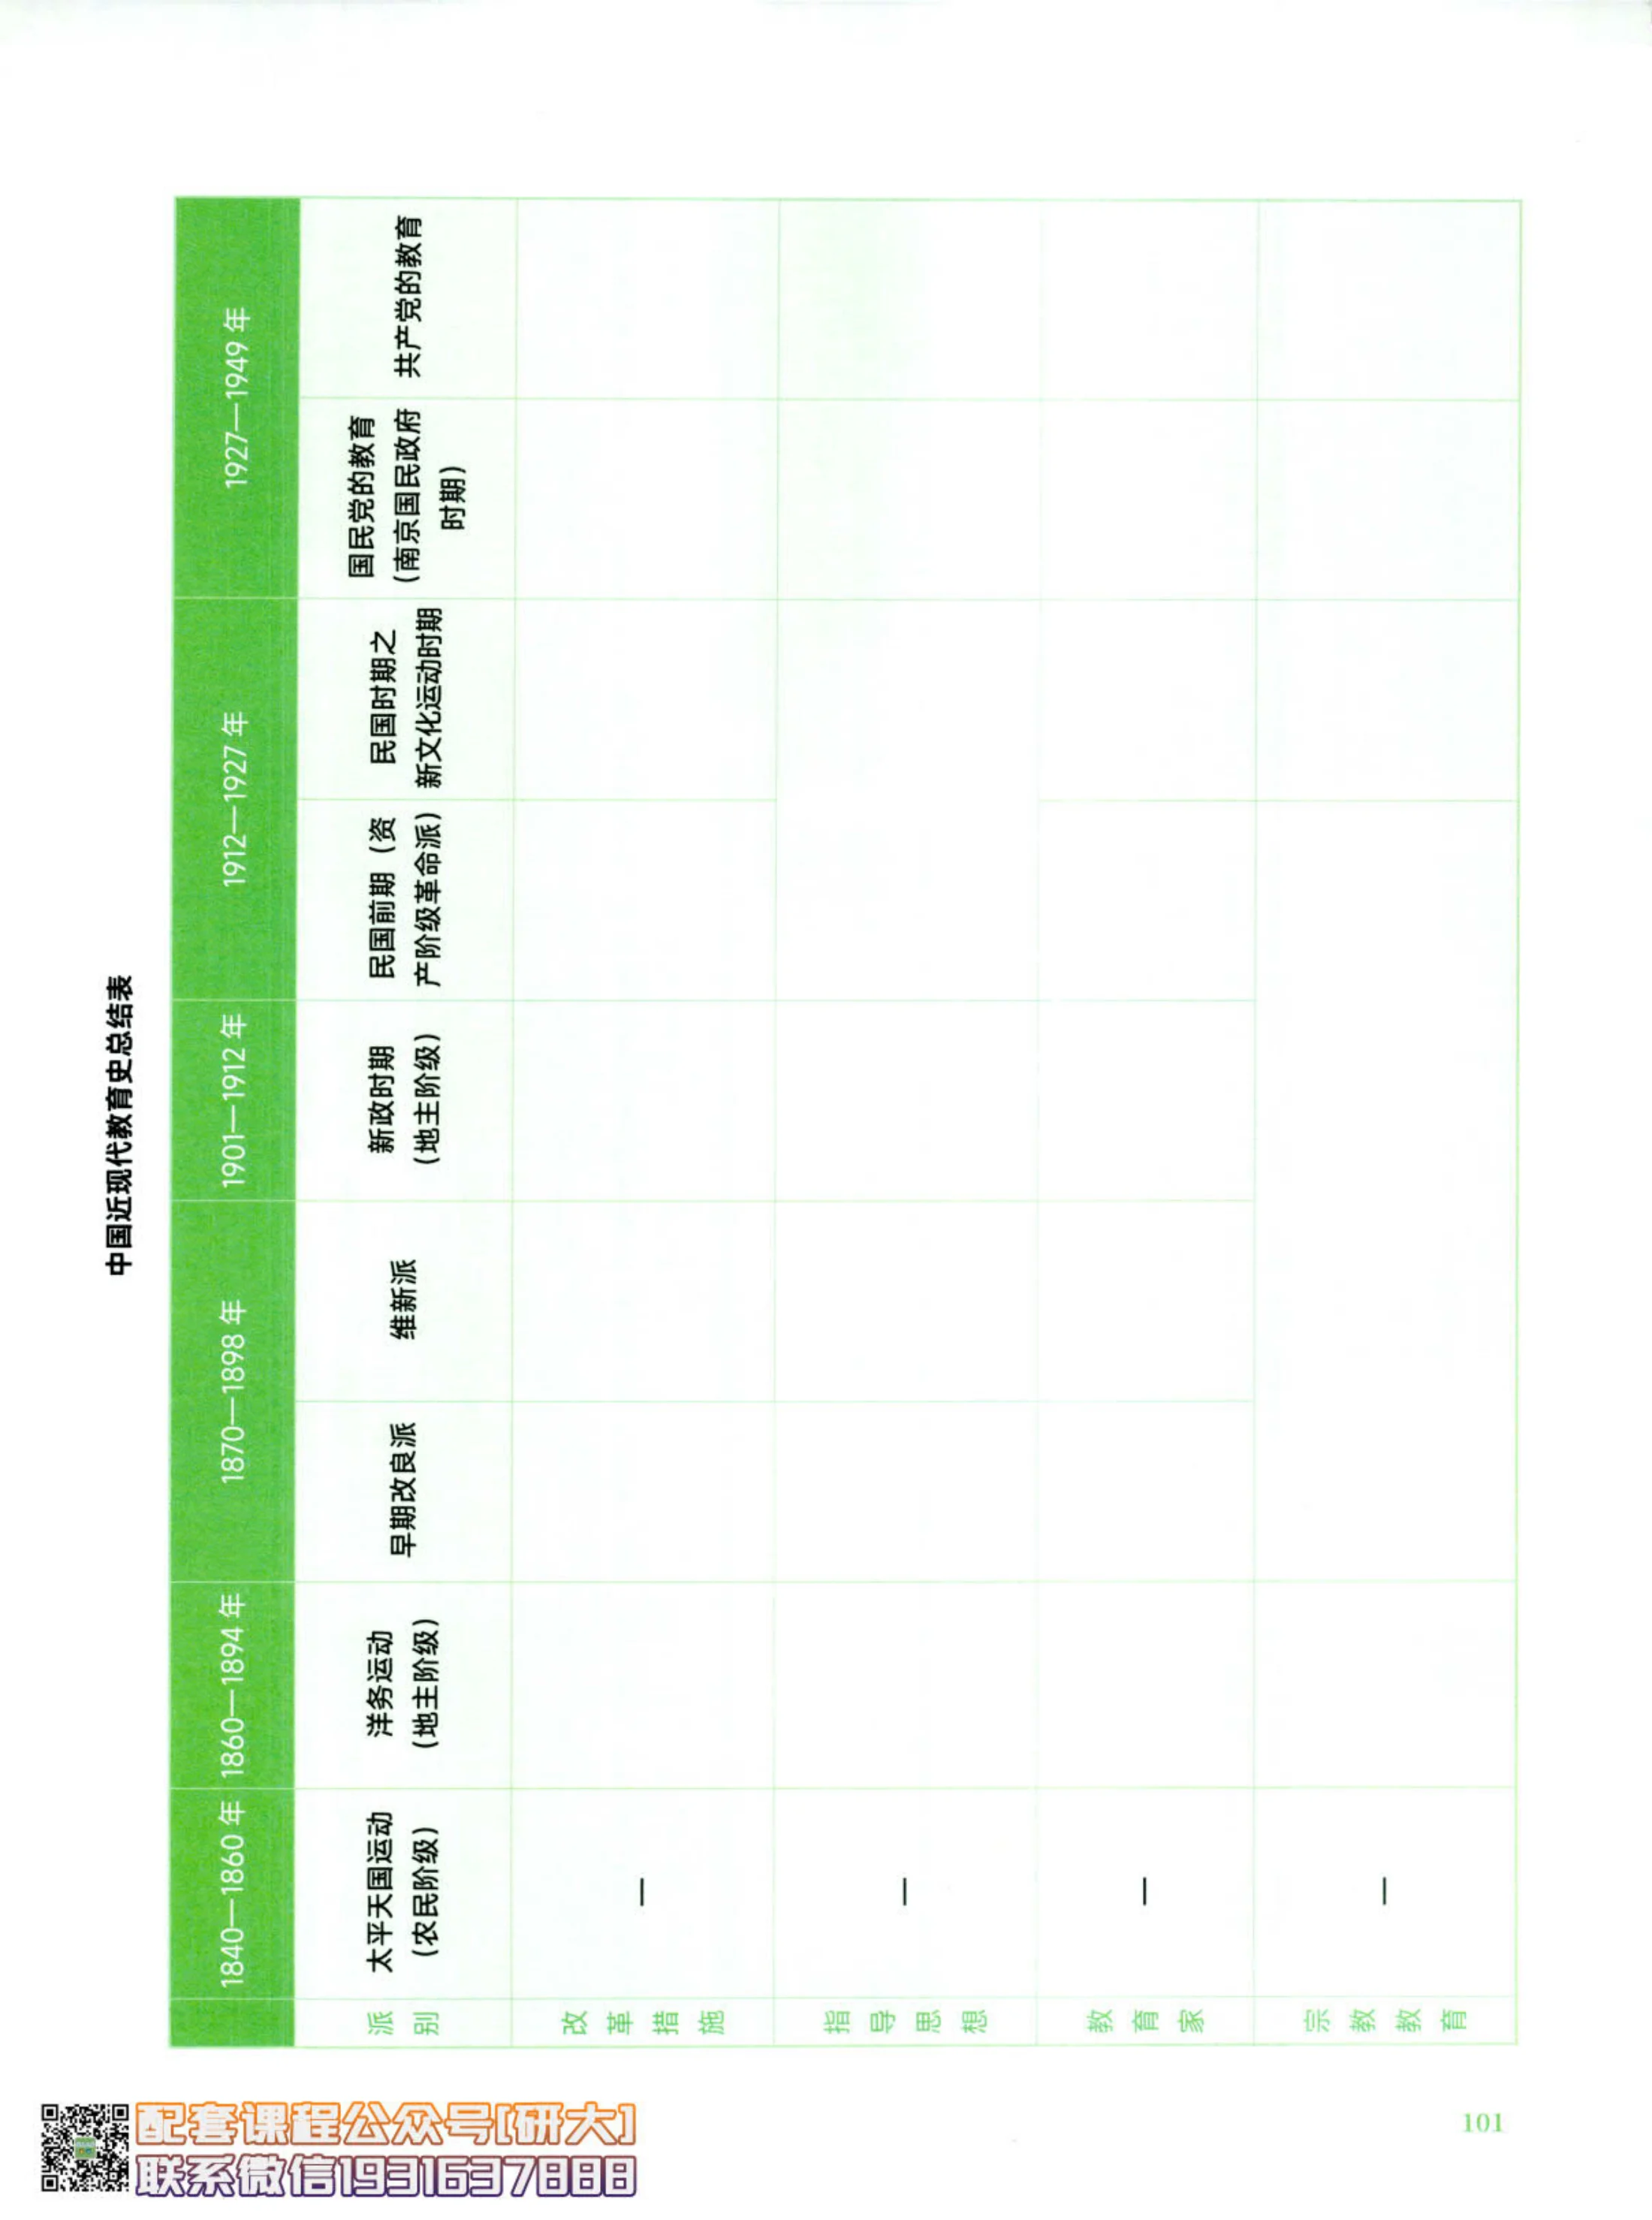 中国近现代教育史总结表
1840—1860年 1860—1894年 1870—1898年 1901—1912年 1912—1927年 1927—1949年
派别
太平天国运动
(农民阶级)
洋务运动
(地主阶级)
早期改良派
维新派
新政时期
(地主阶级)
民国前期(资
产阶级革命派)
民国时期之
新文化运动时期
国民党的教育
(南京国民政府
时期)
共产党的教育
改革措施 —
指导思想 —
教育家 —
宗教教育 —
配套课程公众号[研大]
联系微信1931637888
101